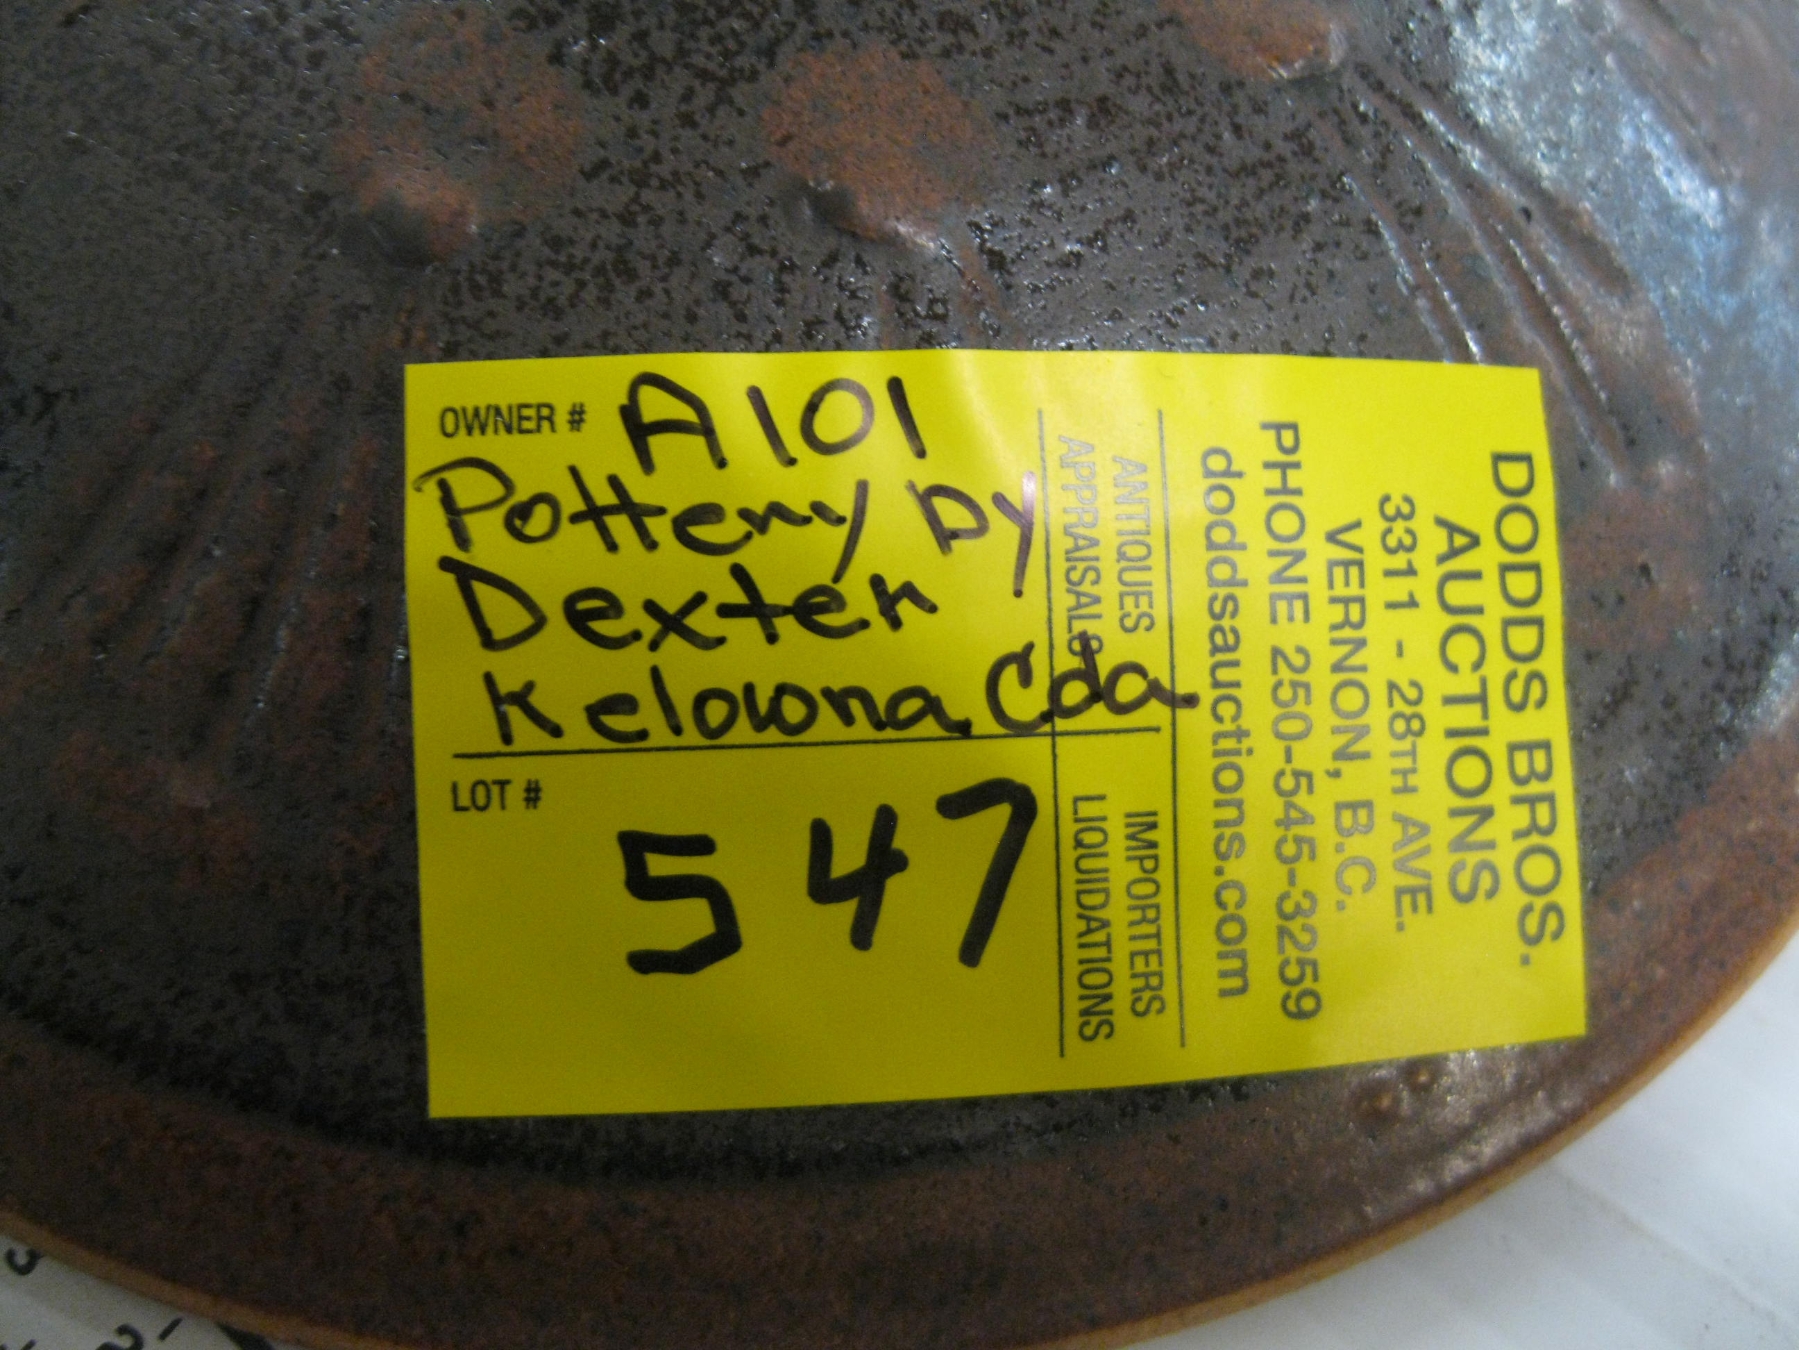 OWNER # A101
Pottery By
Dexter
Kelowna Cda
LOT #
547
DODDS BROS.
AUCTIONS
3311 - 28TH AVE.
VERNON, B.C.
PHONE 250-545-3259
doddsauctions.com
ANTIQUES IMPORTERS
APPRAISALS LIQUIDATIONS